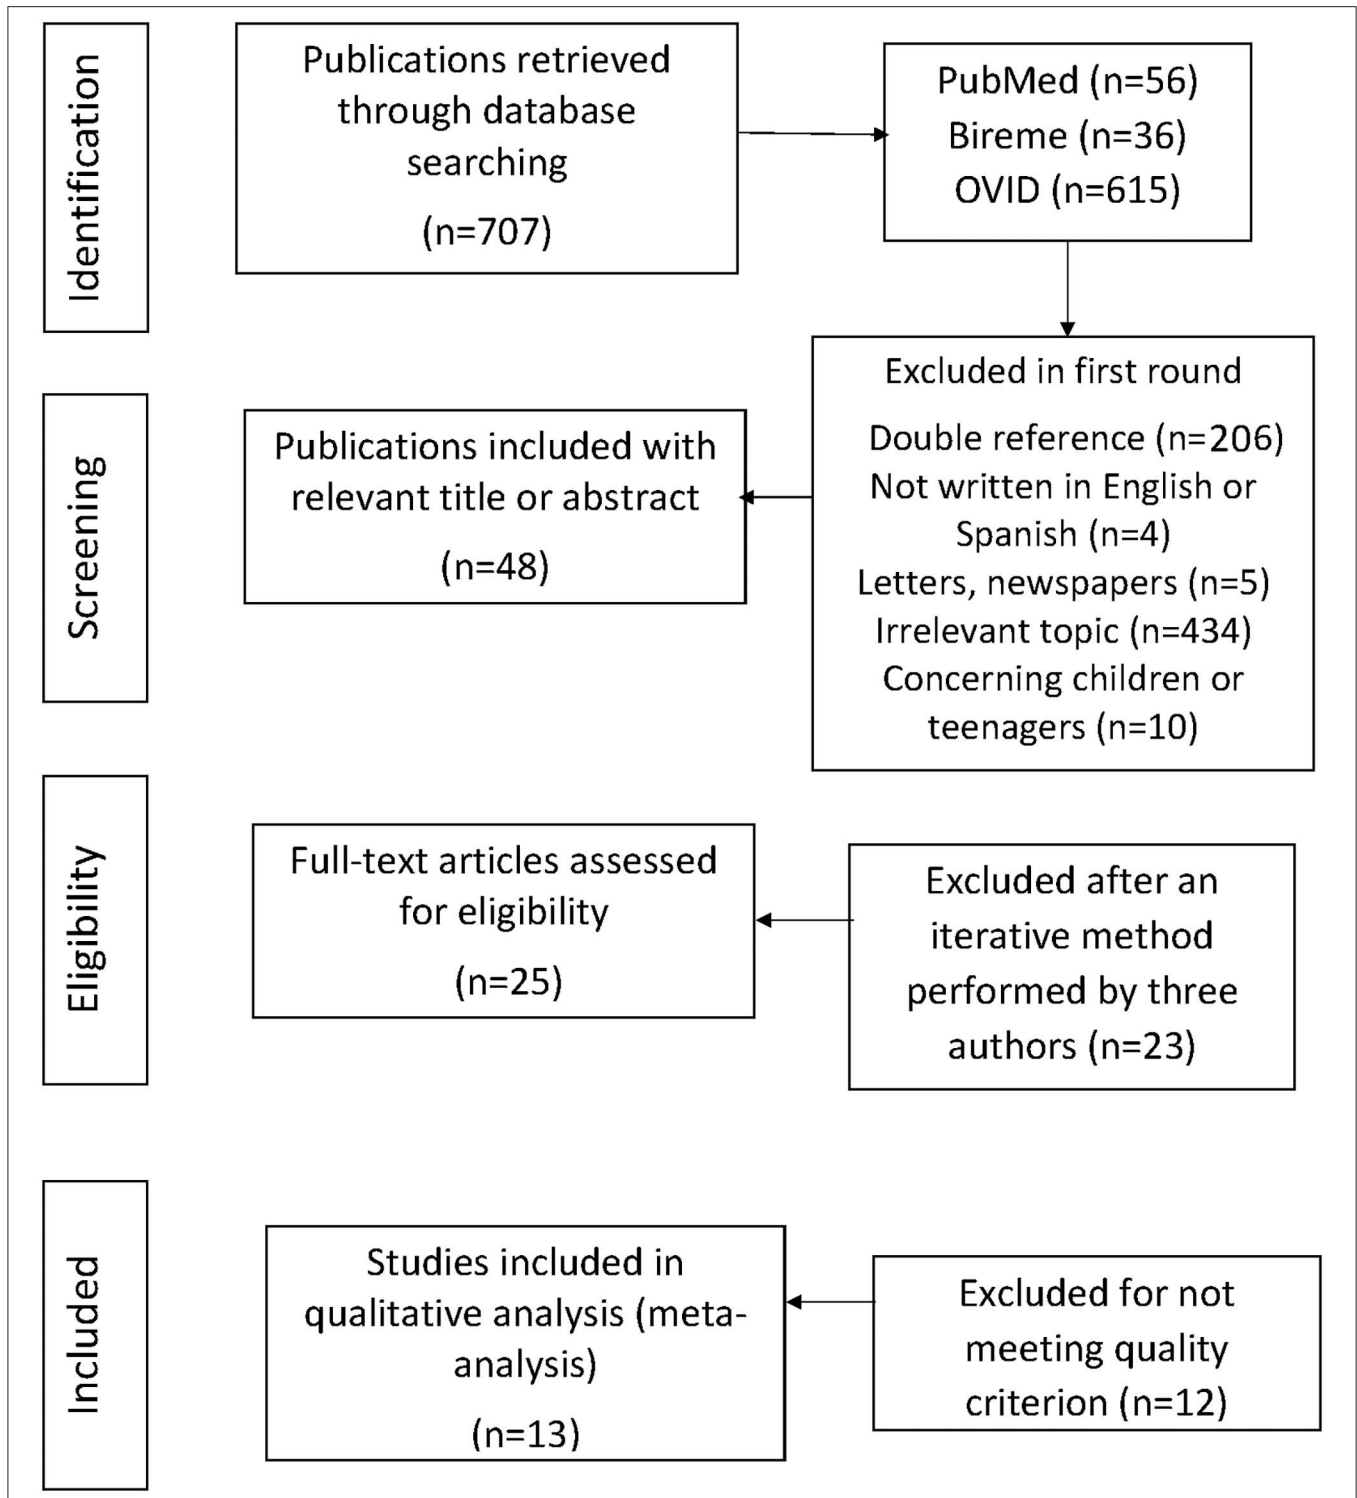 Identification
Publications retrieved
through database
searching
(n=707)
PubMed (n=56)
Bireme (n=36)
OVID (n=615)
Excluded in first round
Double reference (n=206)
Not written in English or
Spanish (n=4)
Letters, newspapers (n=5)
Irrelevant topic (n=434)
Concerning children or
teenagers (n=10)
Screening
Publications included with
relevant title or abstract
(n=48)
Eligibility
Full-text articles assessed
for eligibility
(n=25)
Excluded after an
iterative method
performed by three
authors (n=23)
Included
Studies included in
qualitative analysis (meta-
analysis)
(n=13)
Excluded for not
meeting quality
criterion (n=12)